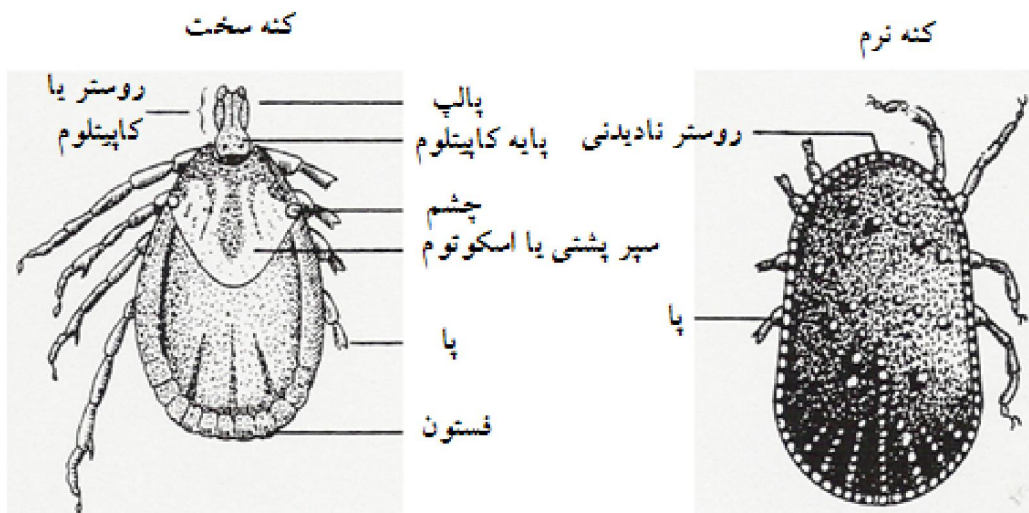 کنه سخت
کنه نرم
روستر یا
کاپیتلوم
پالپ
پایه کاپیتلوم
چشم
سپر پشتی یا اسکوتوم
پا
فستون
روستر نادیدنی
پا